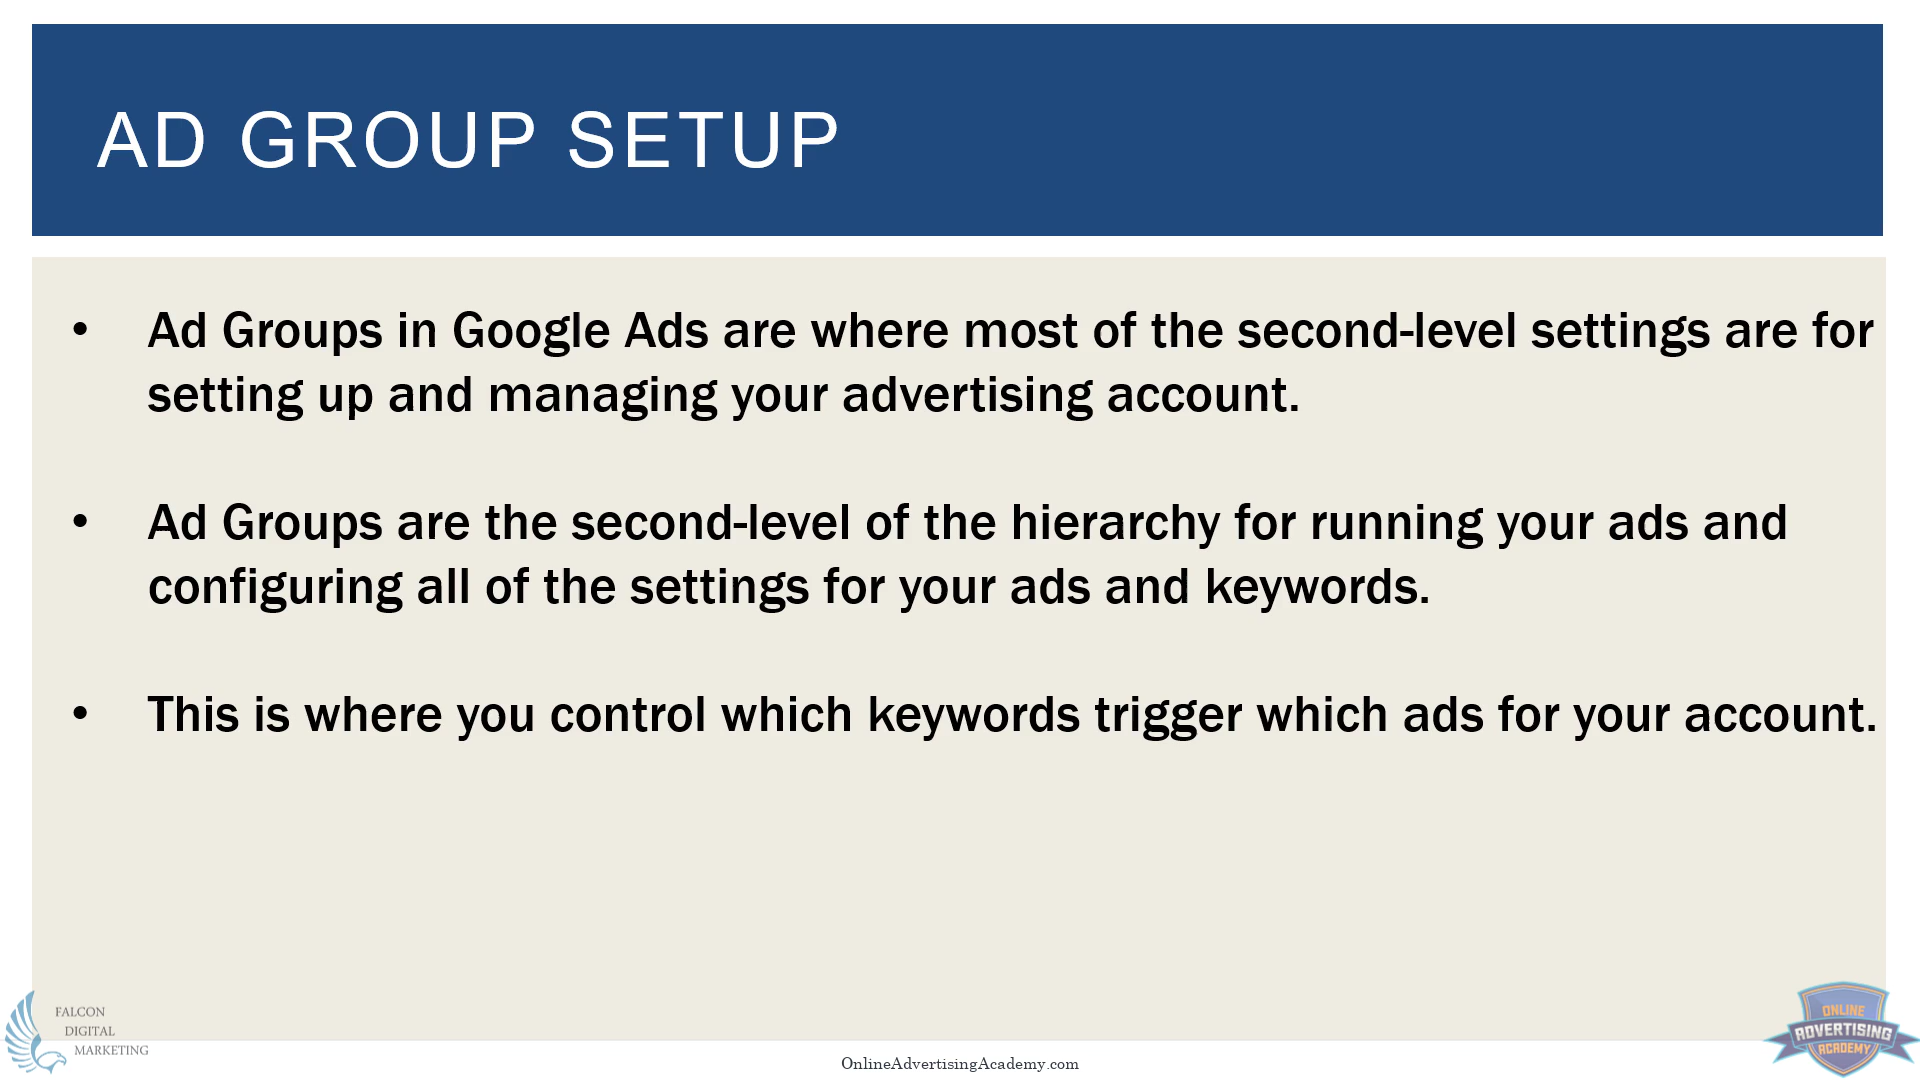 AD GROUP SETUP
• Ad Groups in Google Ads are where most of the second-level settings are for
setting up and managing your advertising account.
• Ad Groups are the second-level of the hierarchy for running your ads and
configuring all of the settings for your ads and keywords.
• This is where you control which keywords trigger which ads for your account.
FALCON
DIGITAL
MARKETING
OnlineAdvertisingAcademy.com
ONLINE
ADVERTISING
ACADEMY